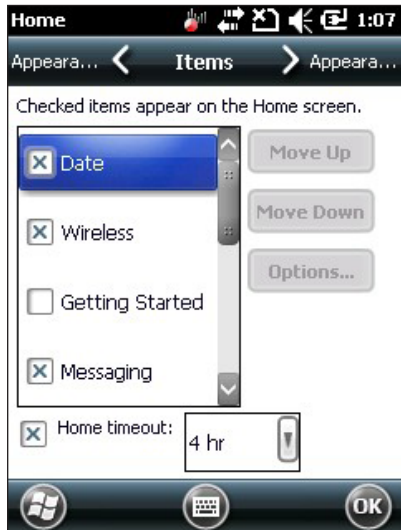 Home 1:07
Appeara... Items Appeara...
Checked items appear on the Home screen.
Date
Move Up
Wireless
Move Down
Getting Started
Options...
Messaging
Home timeout: 4 hr
OK